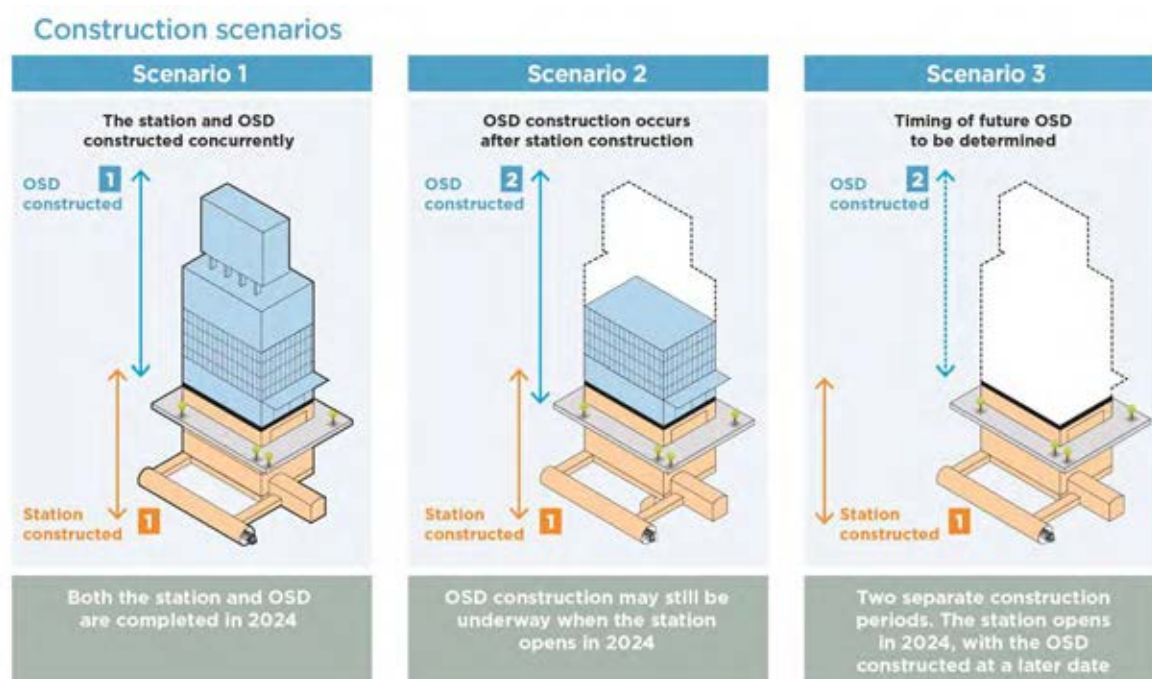 Construction scenarios
Scenario 1
The station and OSD
constructed concurrently
OSD
constructed
1
Station
constructed
1
Both the station and OSD
are completed in 2024
Scenario 2
OSD construction occurs
after station construction
OSD
constructed
2
Station
constructed
1
OSD construction may still be
underway when the station
opens in 2024
Scenario 3
Timing of future OSD
to be determined
OSD
constructed
2
Station
constructed
1
Two separate construction
periods. The station opens
in 2024, with the OSD
constructed at a later date